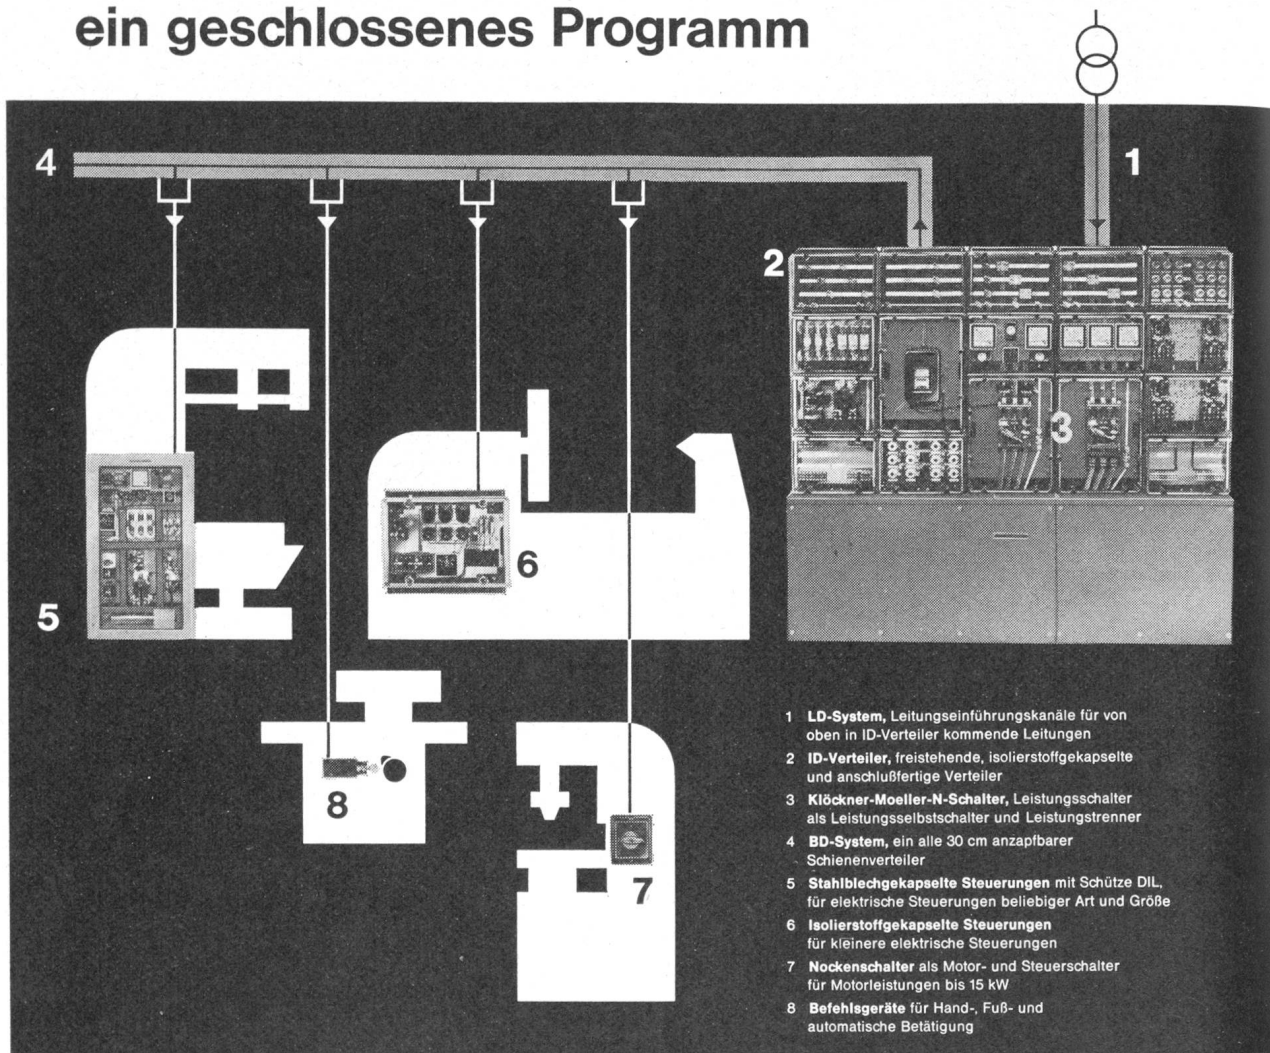 ein geschlossenes Programm
4
1
2
3
6
5
8
7
1 LD-System, Leitungseinführungskanäle für von
oben in ID-Verteiler kommende Leitungen
2 ID-Verteiler, freistehende, isolierstoffgekapselte
und anschlußfertige Verteiler
3 Klöckner-Moeller-N-Schalter, Leistungsschalter
als Leistungsselbstschalter und Leistungstrenner
4 BD-System, ein alle 30 cm anzapfbarer
Schienenverteiler
5 Stahlblechgekapselte Steuerungen mit Schütze DIL,
für elektrische Steuerungen beliebiger Art und Größe
6 Isolierstoffgekapselte Steuerungen
für kleinere elektrische Steuerungen
7 Nockenschalter als Motor- und Steuerschalter
für Motorleistungen bis 15 kW
8 Befehlsgeräte für Hand-, Fuß- und
automatische Betätigung